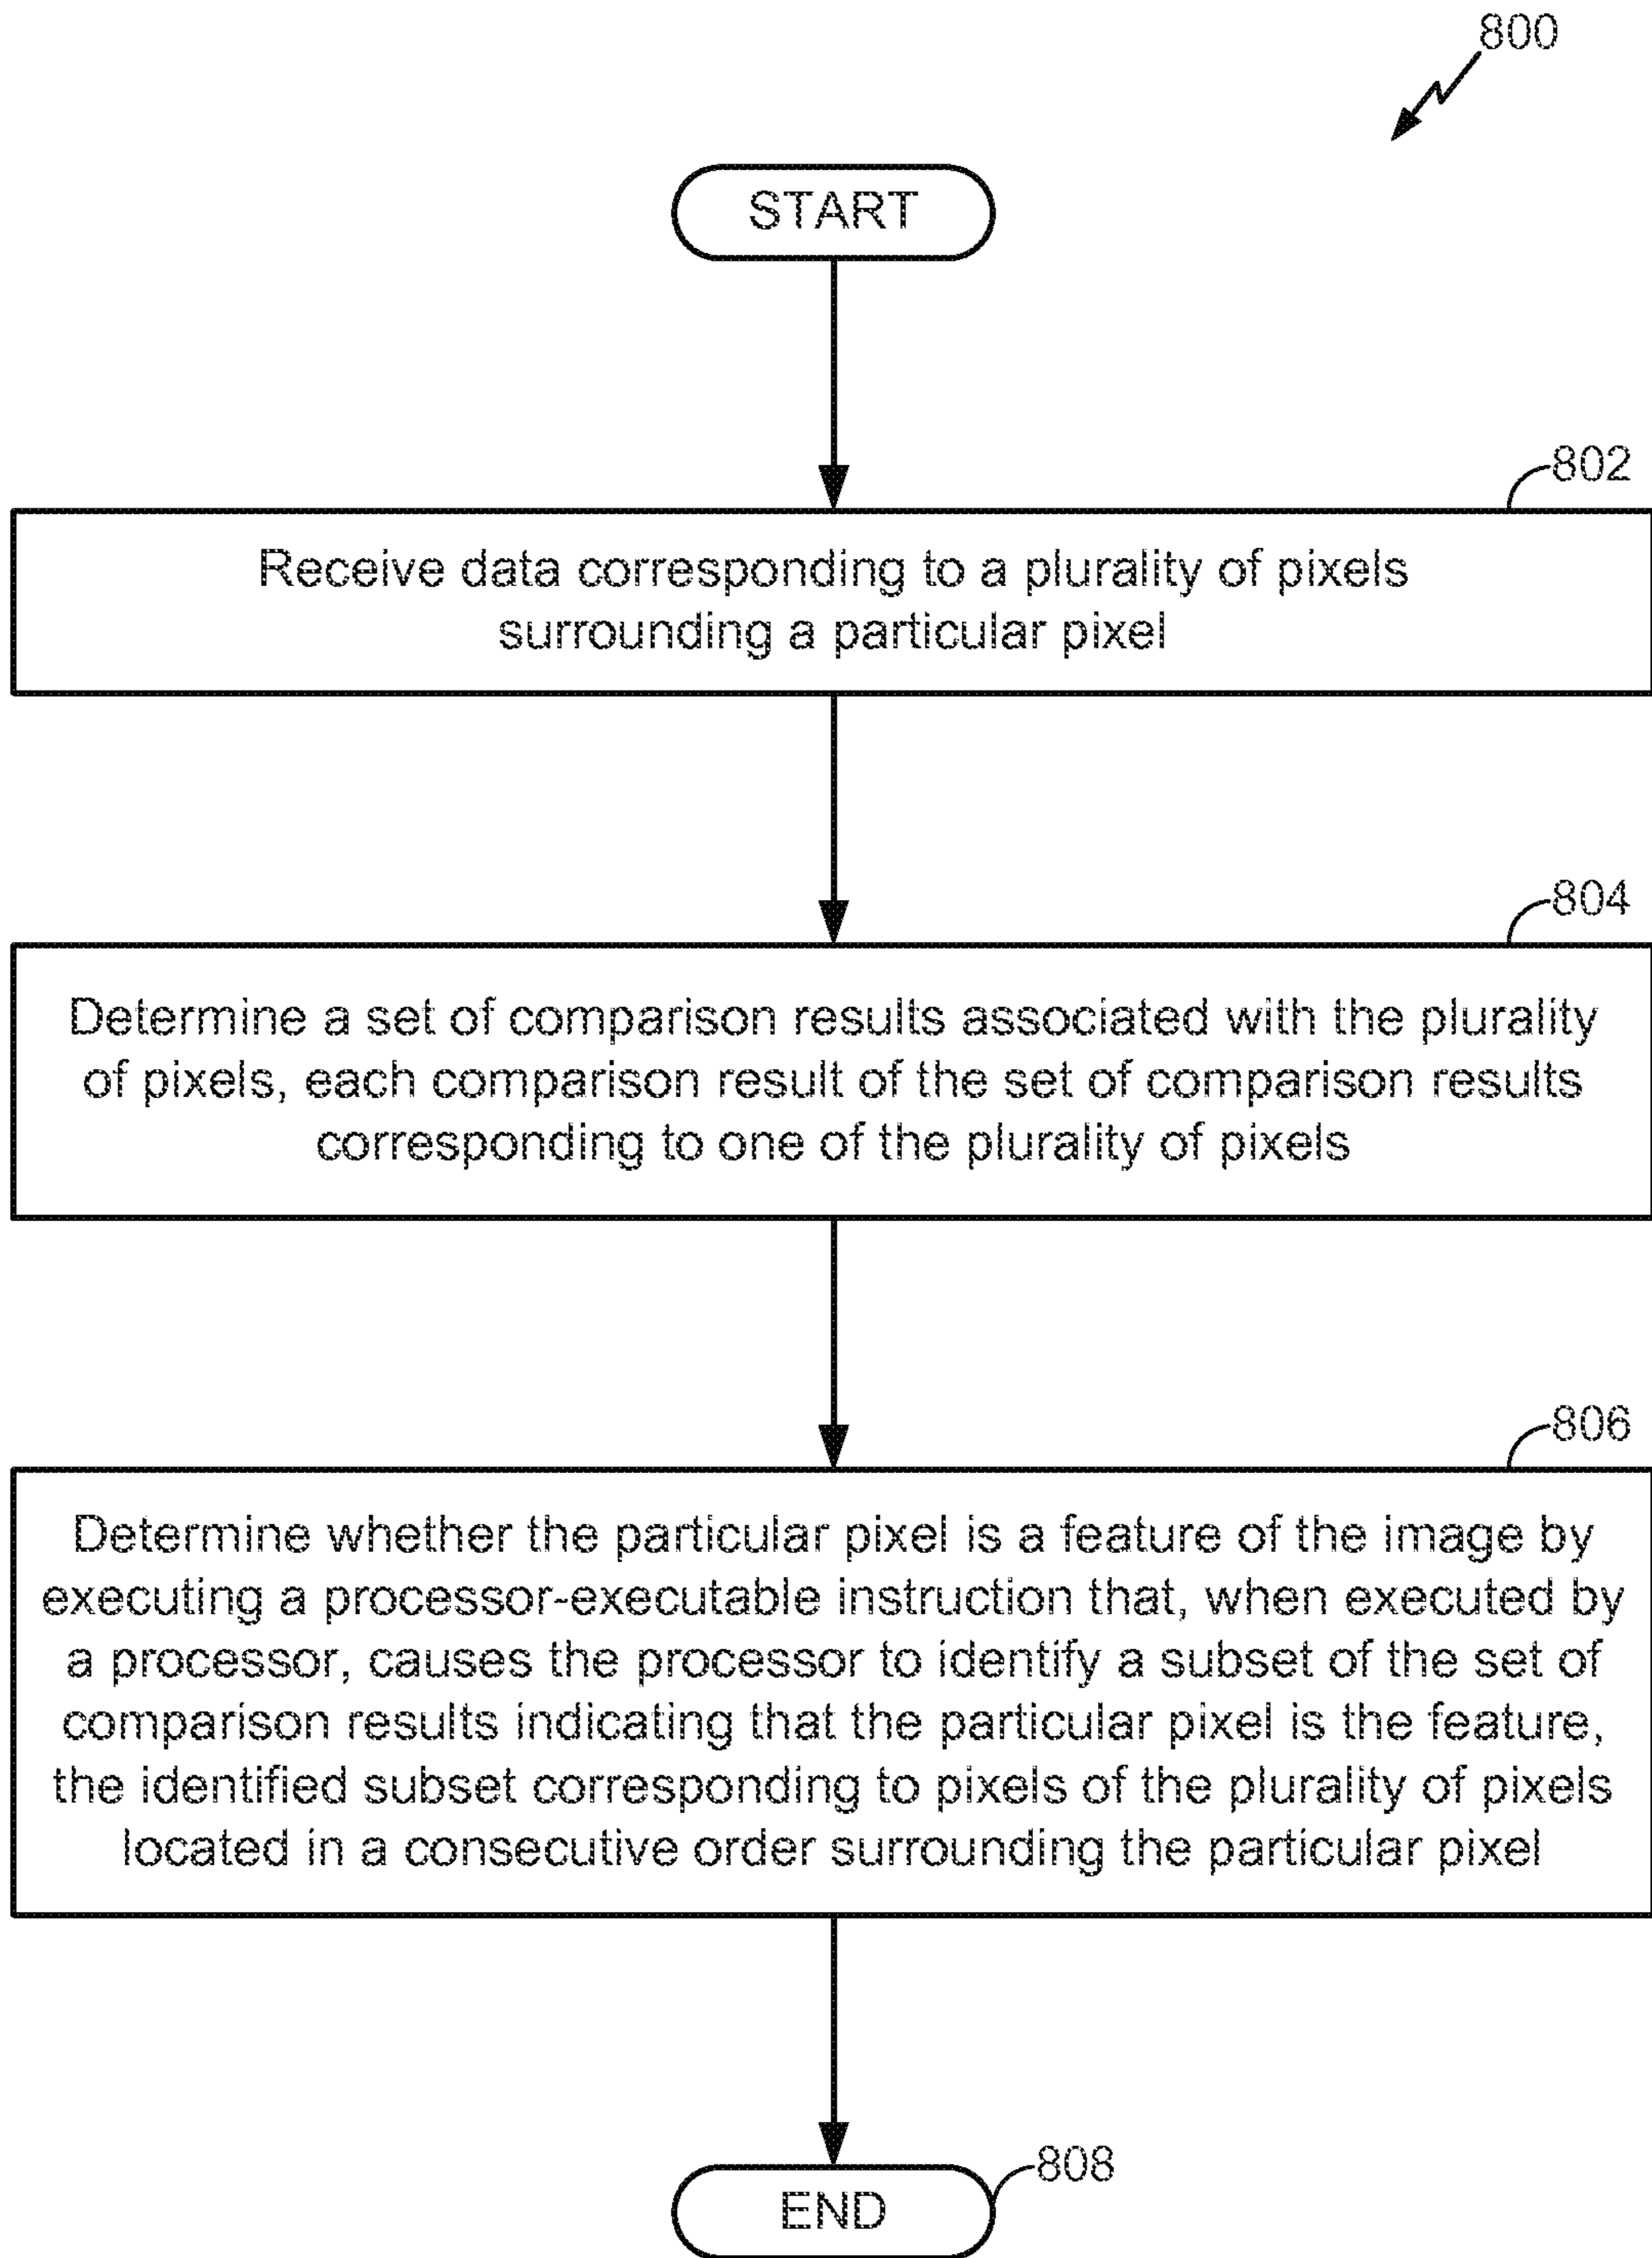 800
START
802
Receive data corresponding to a plurality of pixels
surrounding a particular pixel
804
Determine a set of comparison results associated with the plurality
of pixels, each comparison result of the set of comparison results
corresponding to one of the plurality of pixels
806
Determine whether the particular pixel is a feature of the image by
executing a processor-executable instruction that, when executed by
a processor, causes the processor to identify a subset of the set of
comparison results indicating that the particular pixel is the feature,
the identified subset corresponding to pixels of the plurality of pixels
located in a consecutive order surrounding the particular pixel
808
END